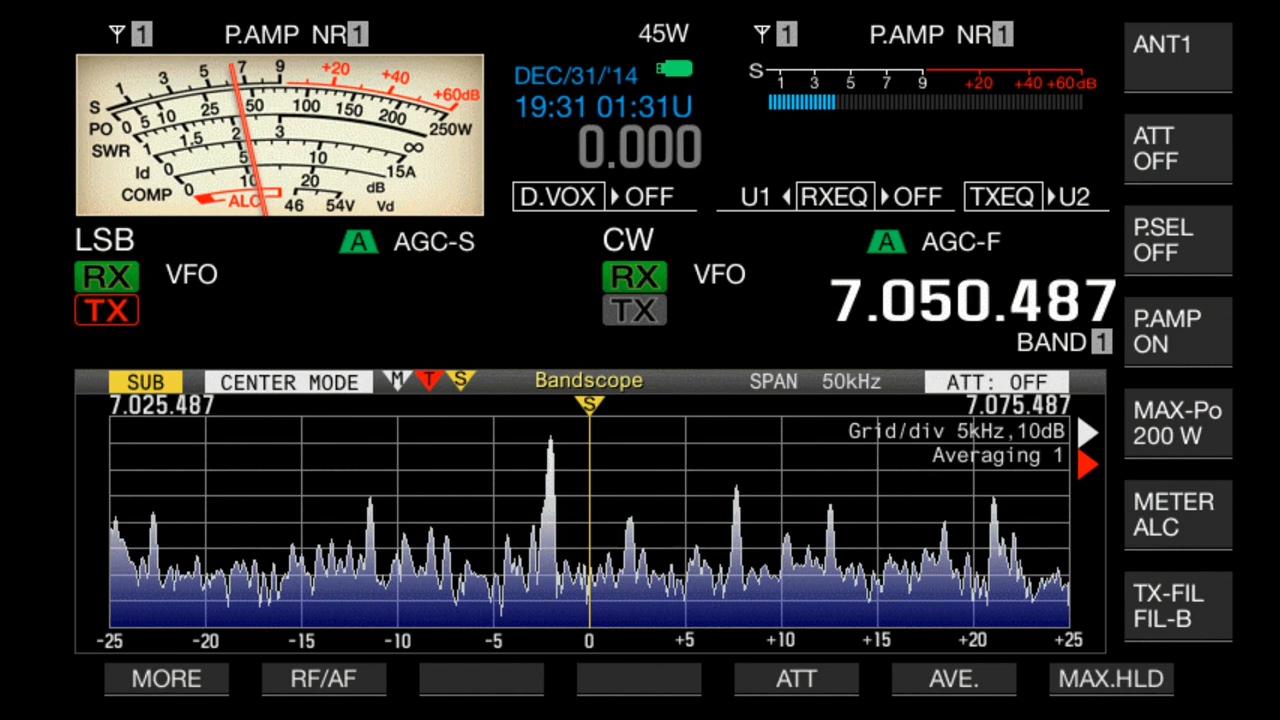 1 P.AMP NR1 45W 1 P.AMP NR1 ANT1
S 1 3 5 7 9 +20 +40 +60dB
PO 0 5 10 25 50 100 150 200 250W
SWR 1 1.5 2 3 ∞
Id 0 5 10 15A
COMP 0 10 20 dB
ALC 46 54V Vd
DEC/31/'14
19:31 01:31U
0.000
S 1 3 5 7 9 +20 +40 +60dB
D.VOX OFF U1 RXEQ OFF TXEQ U2
ATT
OFF
LSB A AGC-S CW A AGC-F
RX VFO RX VFO
TX TX 7.050.487
BAND 1
P.SEL
OFF
P.AMP
ON
SUB CENTER MODE M T S Bandscope SPAN 50kHz ATT: OFF
7.025.487 S 7.075.487
Grid/div 5kHz,10dB
Averaging 1
MAX-Po
200 W
METER
ALC
TX-FIL
FIL-B
-25 -20 -15 -10 -5 0 +5 +10 +15 +20 +25
MORE RF/AF ATT AVE. MAX.HLD